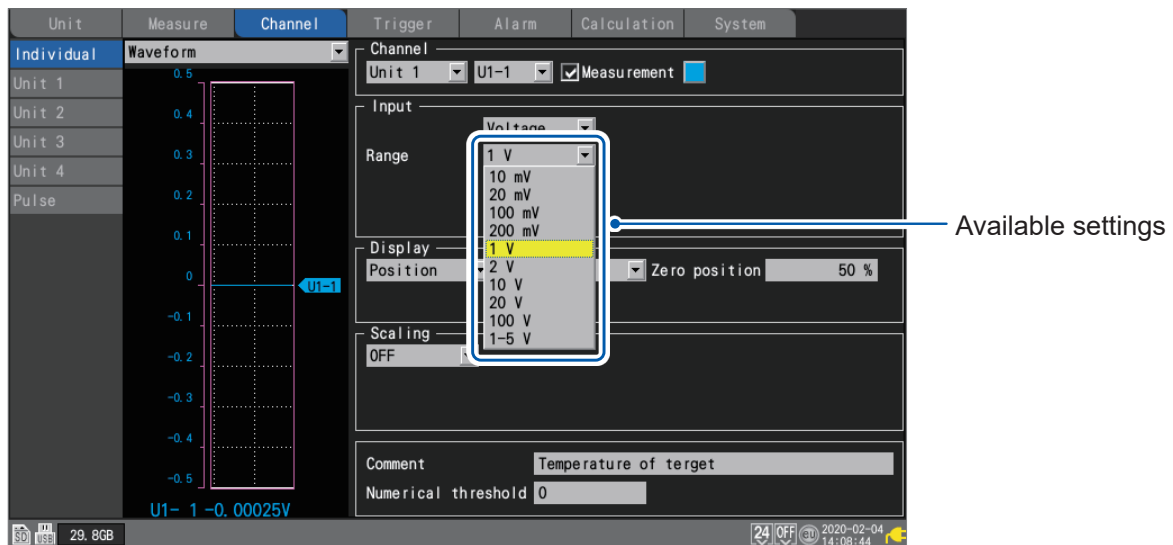 Unit Measure Channel Trigger Alarm Calculation System
Individual
Unit 1
Unit 2
Unit 3
Unit 4
Pulse
Waveform
0.5
0.4
0.3
0.2
0.1
0
-0.1
-0.2
-0.3
-0.4
-0.5
U1-1
U1- 1 -0.00025V
Channel
Unit 1 U1-1 Measurement
Input
Voltage
Range 1 V
10 mV
20 mV
100 mV
200 mV
1 V
2 V
10 V
20 V
100 V
1-5 V
Available settings
Display
Position Zero position 50 %
Scaling
OFF
Comment Temperature of terget
Numerical threshold 0
SD USB 29.8GB
24 OFF 2020-02-04
14:08:44